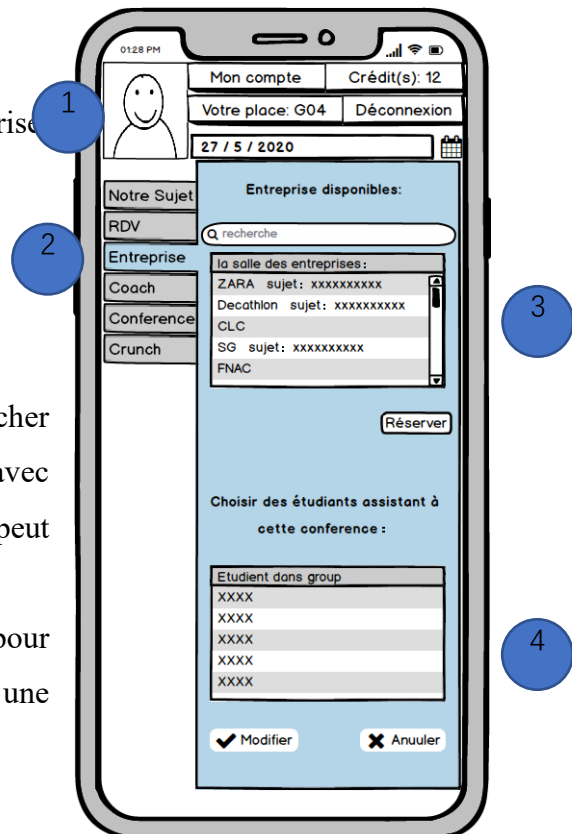 01:28 PM
Mon compte
Crédit(s): 12
Votre place: G04
Déconnexion
27 / 5 / 2020
1
2
3
4
Notre Sujet
RDV
Entreprise
Coach
Conference
Crunch
Entreprise disponibles:
recherche
la salle des entreprises:
ZARA sujet: xxxxxxxxxx
Decathlon sujet: xxxxxxxxxx
CLC
SG sujet: xxxxxxxxxx
FNAC
Réserver
Choisir des étudiants assistant à
cette conference :
Etudient dans group
XXXX
XXXX
XXXX
XXXX
XXXX
Modifier
Anuuler
cher
avec
peut
pour
une